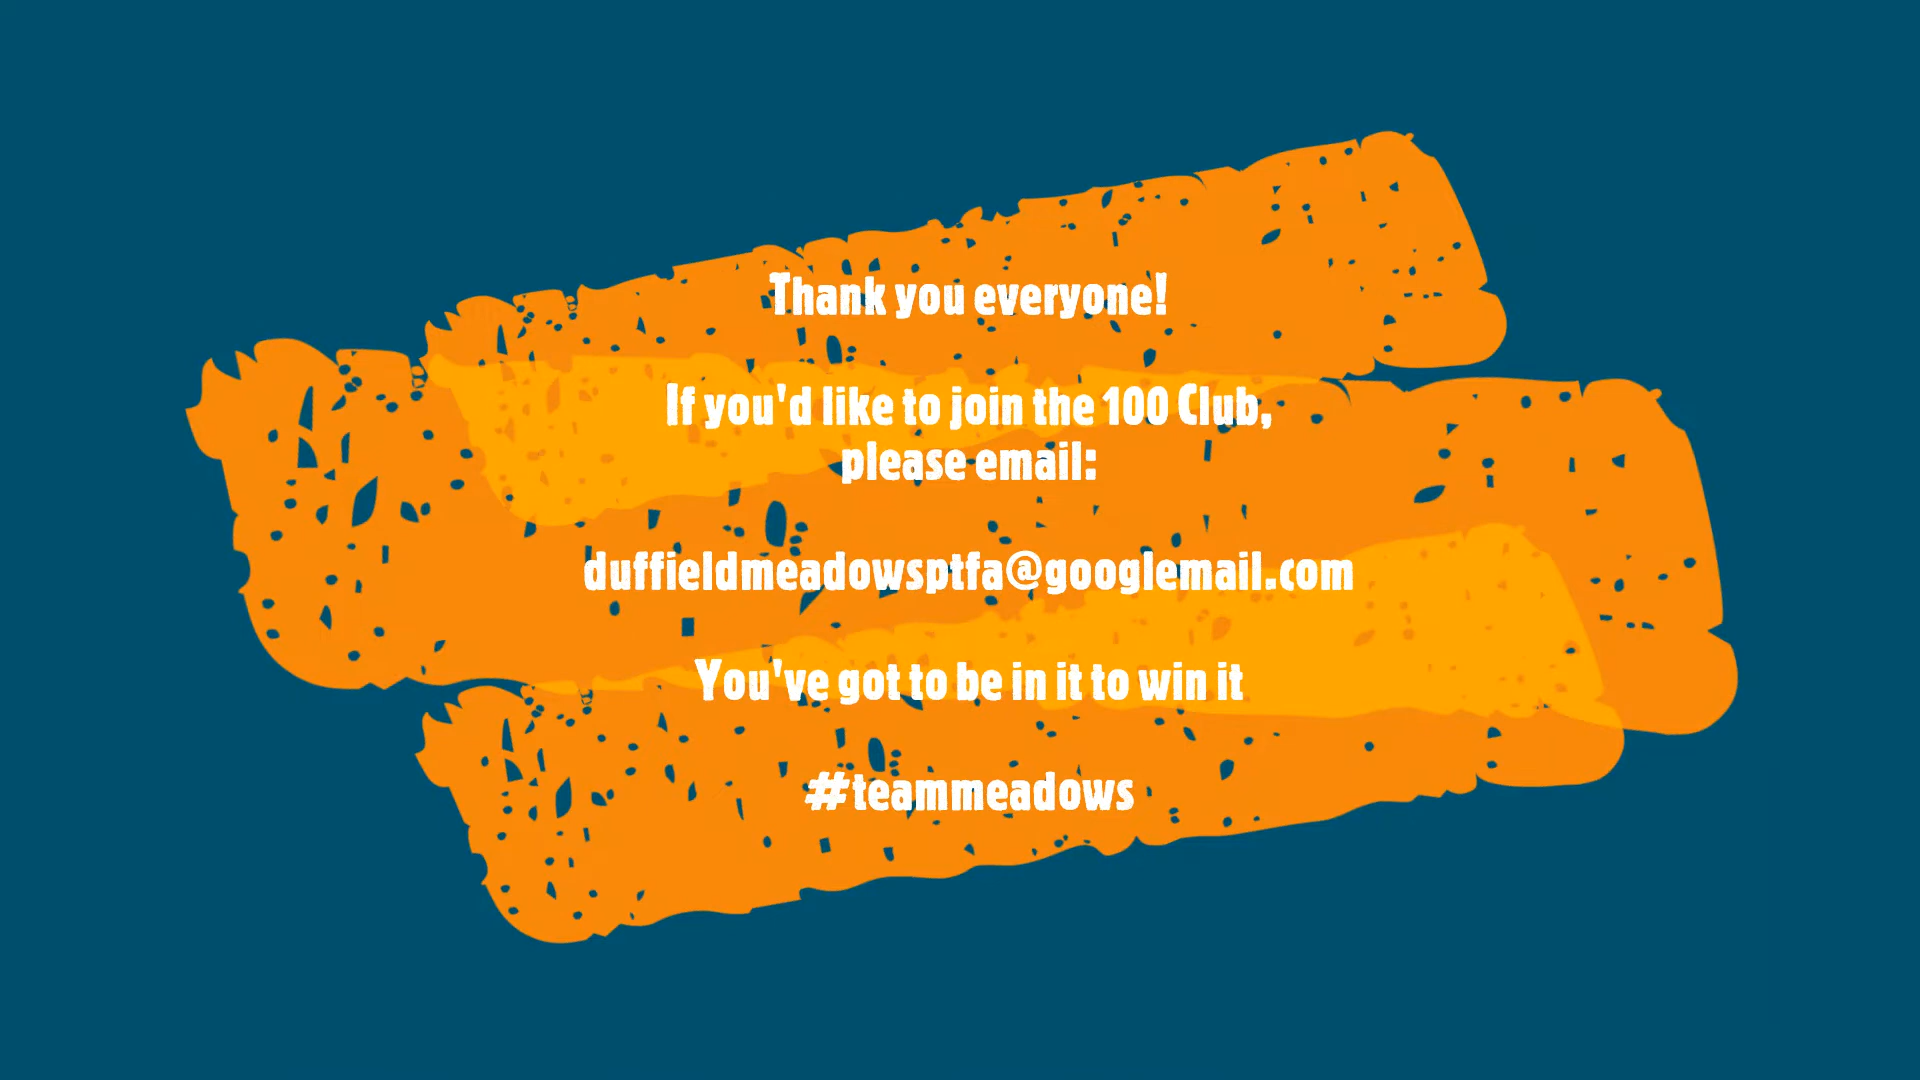 Thank you everyone!
If you'd like to join the 100 Club,
please email:
duffieldmeadowsptfa@googlemail.com
You've got to be in it to win it
#teammeadows